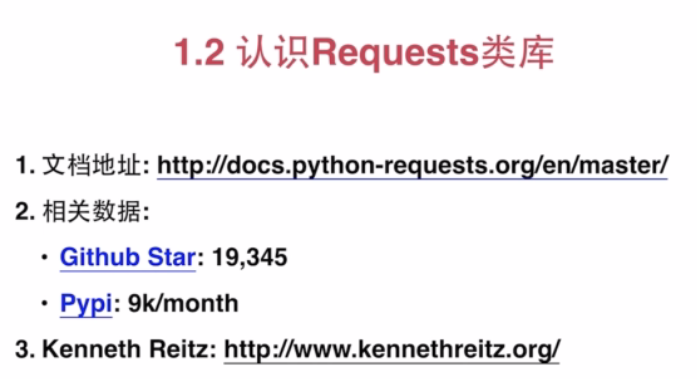 1.2 认识Requests类库
1. 文档地址: http://docs.python-requests.org/en/master/
2. 相关数据:
• Github Star: 19,345
• Pypi: 9k/month
3. Kenneth Reitz: http://www.kennethreitz.org/